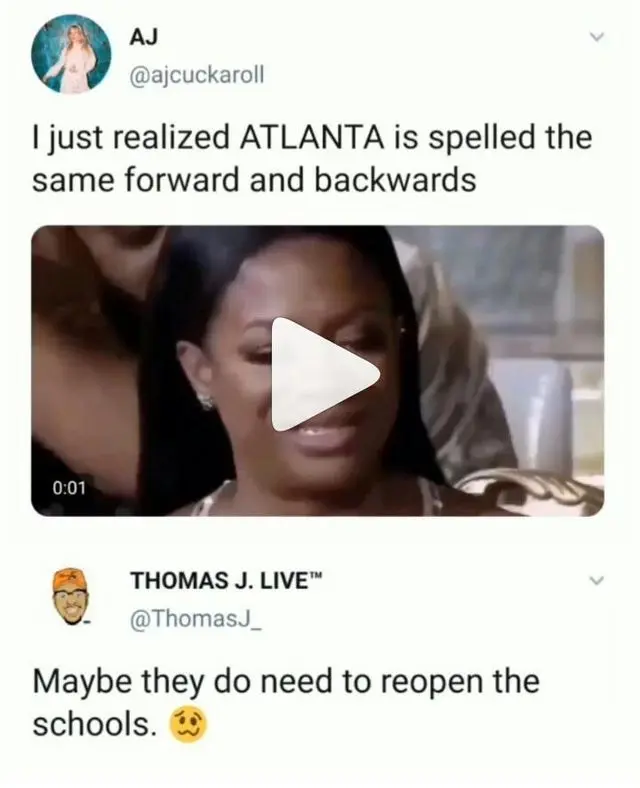 AJ
@ajcuckaroll
I just realized ATLANTA is spelled the
same forward and backwards
0:01
THOMAS J. LIVE™
@ThomasJ_
Maybe they do need to reopen the
schools. 🥴